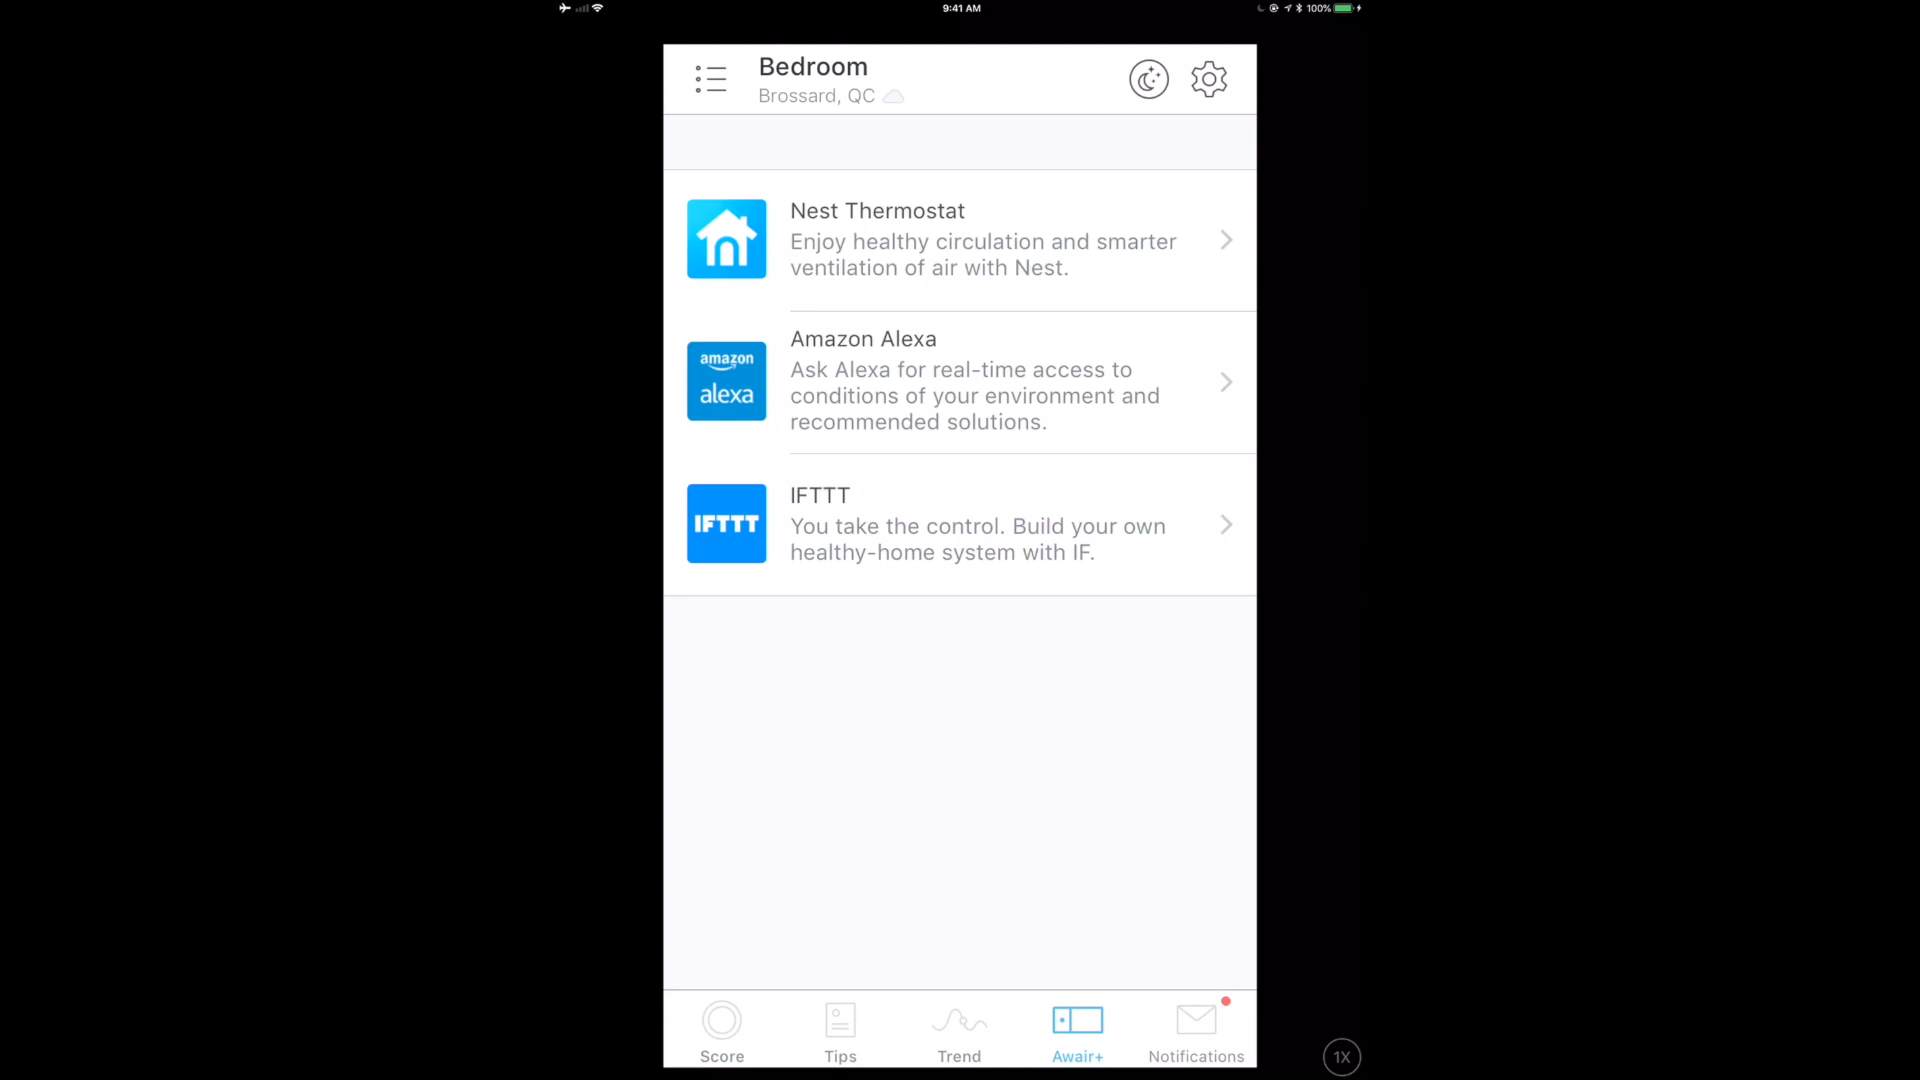 9:41 AM
100%
Bedroom
Brossard, QC
Nest Thermostat
Enjoy healthy circulation and smarter
ventilation of air with Nest.
amazon
alexa
Amazon Alexa
Ask Alexa for real-time access to
conditions of your environment and
recommended solutions.
IFTTT
IFTTT
You take the control. Build your own
healthy-home system with IF.
Score
Tips
Trend
Awair+
Notifications
1X